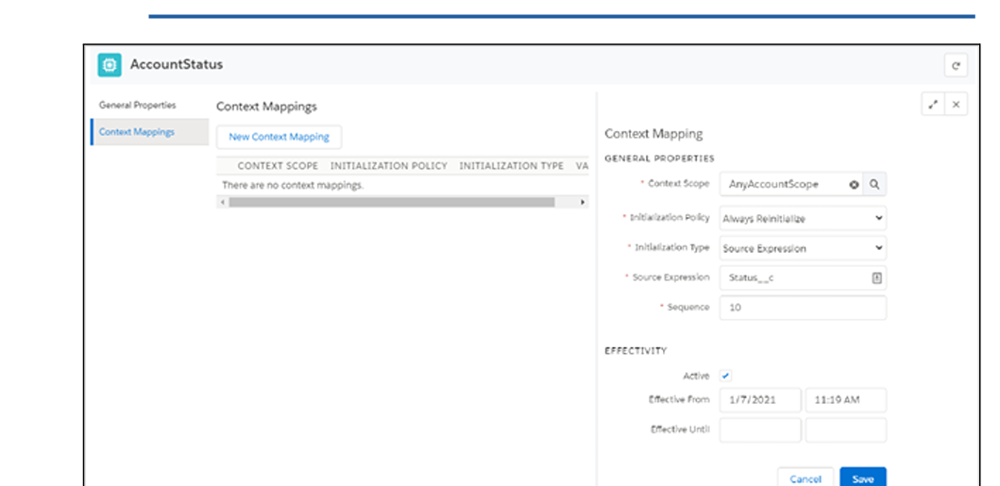 AccountStatus
General Properties
Context Mappings
Context Mappings
New Context Mapping
CONTEXT SCOPE INITIALIZATION POLICY INITIALIZATION TYPE VA
There are no context mappings.
Context Mapping
GENERAL PROPERTIES
* Context Scope AnyAccountScope
* Initialization Policy Always Reinitialize
* Initialization Type Source Expression
* Source Expression Status__c
* Sequence 10
EFFECTIVITY
Active
Effective From 1/7/2021 11:19 AM
Effective Until
Cancel Save